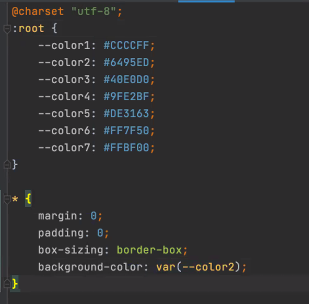 @charset "utf-8";
:root {
    --color1: #CCCCFF;
    --color2: #6495ED;
    --color3: #40E0D0;
    --color4: #9FE2BF;
    --color5: #DE3163;
    --color6: #FF7F50;
    --color7: #FFBF00;
}
* {
    margin: 0;
    padding: 0;
    box-sizing: border-box;
    background-color: var(--color2);
}